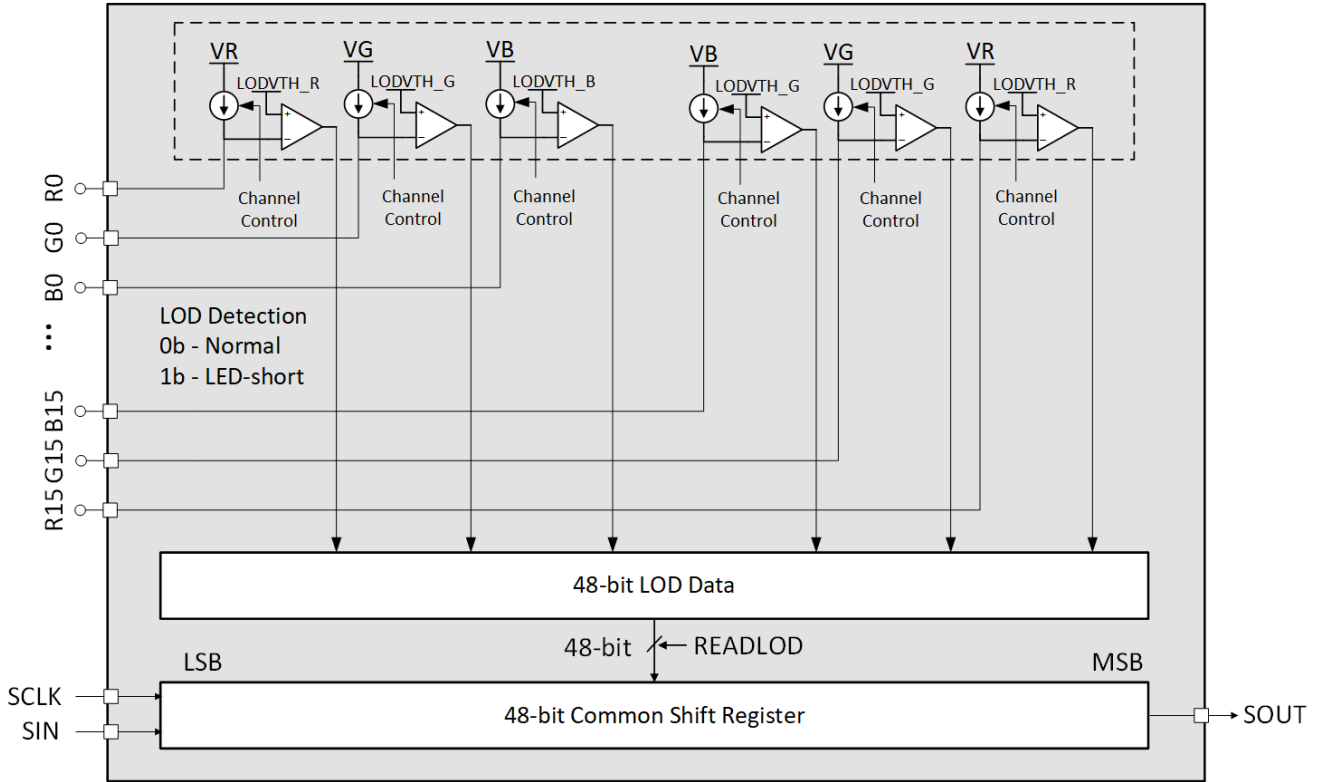 VR
VG
VB
VB
VG
VR
LODVTH_R
LODVTH_G
LODVTH_B
LODVTH_G
LODVTH_G
LODVTH_R
+
−
+
−
+
−
+
−
+
−
+
−
Channel
Control
Channel
Control
Channel
Control
Channel
Control
Channel
Control
Channel
Control
R0
G0
B0
...
B15
G15
R15
LOD Detection
0b - Normal
1b - LED-short
48-bit LOD Data
48-bit
READLOD
LSB
MSB
SCLK
SIN
48-bit Common Shift Register
SOUT